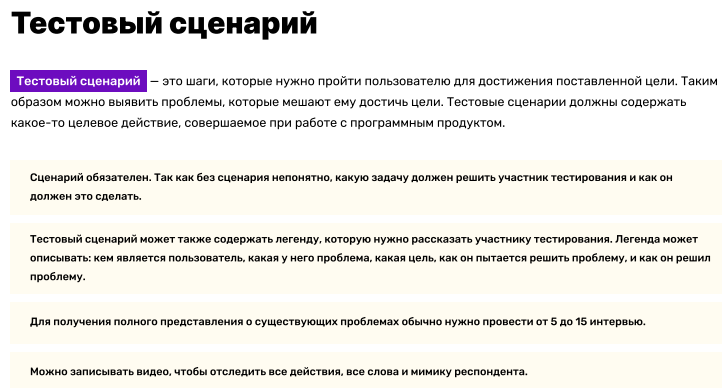 Тестовый сценарий
Тестовый сценарий — это шаги, которые нужно пройти пользователю для достижения поставленной цели. Таким
образом можно выявить проблемы, которые мешают ему достичь цели. Тестовые сценарии должны содержать
какое-то целевое действие, совершаемое при работе с программным продуктом.
Сценарий обязателен. Так как без сценария непонятно, какую задачу должен решить участник тестирования и как он
должен это сделать.
Тестовый сценарий может также содержать легенду, которую нужно рассказать участнику тестирования. Легенда может
описывать: кем является пользователь, какая у него проблема, какая цель, как он пытается решить проблему, и как он решил
проблему.
Для получения полного представления о существующих проблемах обычно нужно провести от 5 до 15 интервью.
Можно записывать видео, чтобы отследить все действия, все слова и мимику респондента.